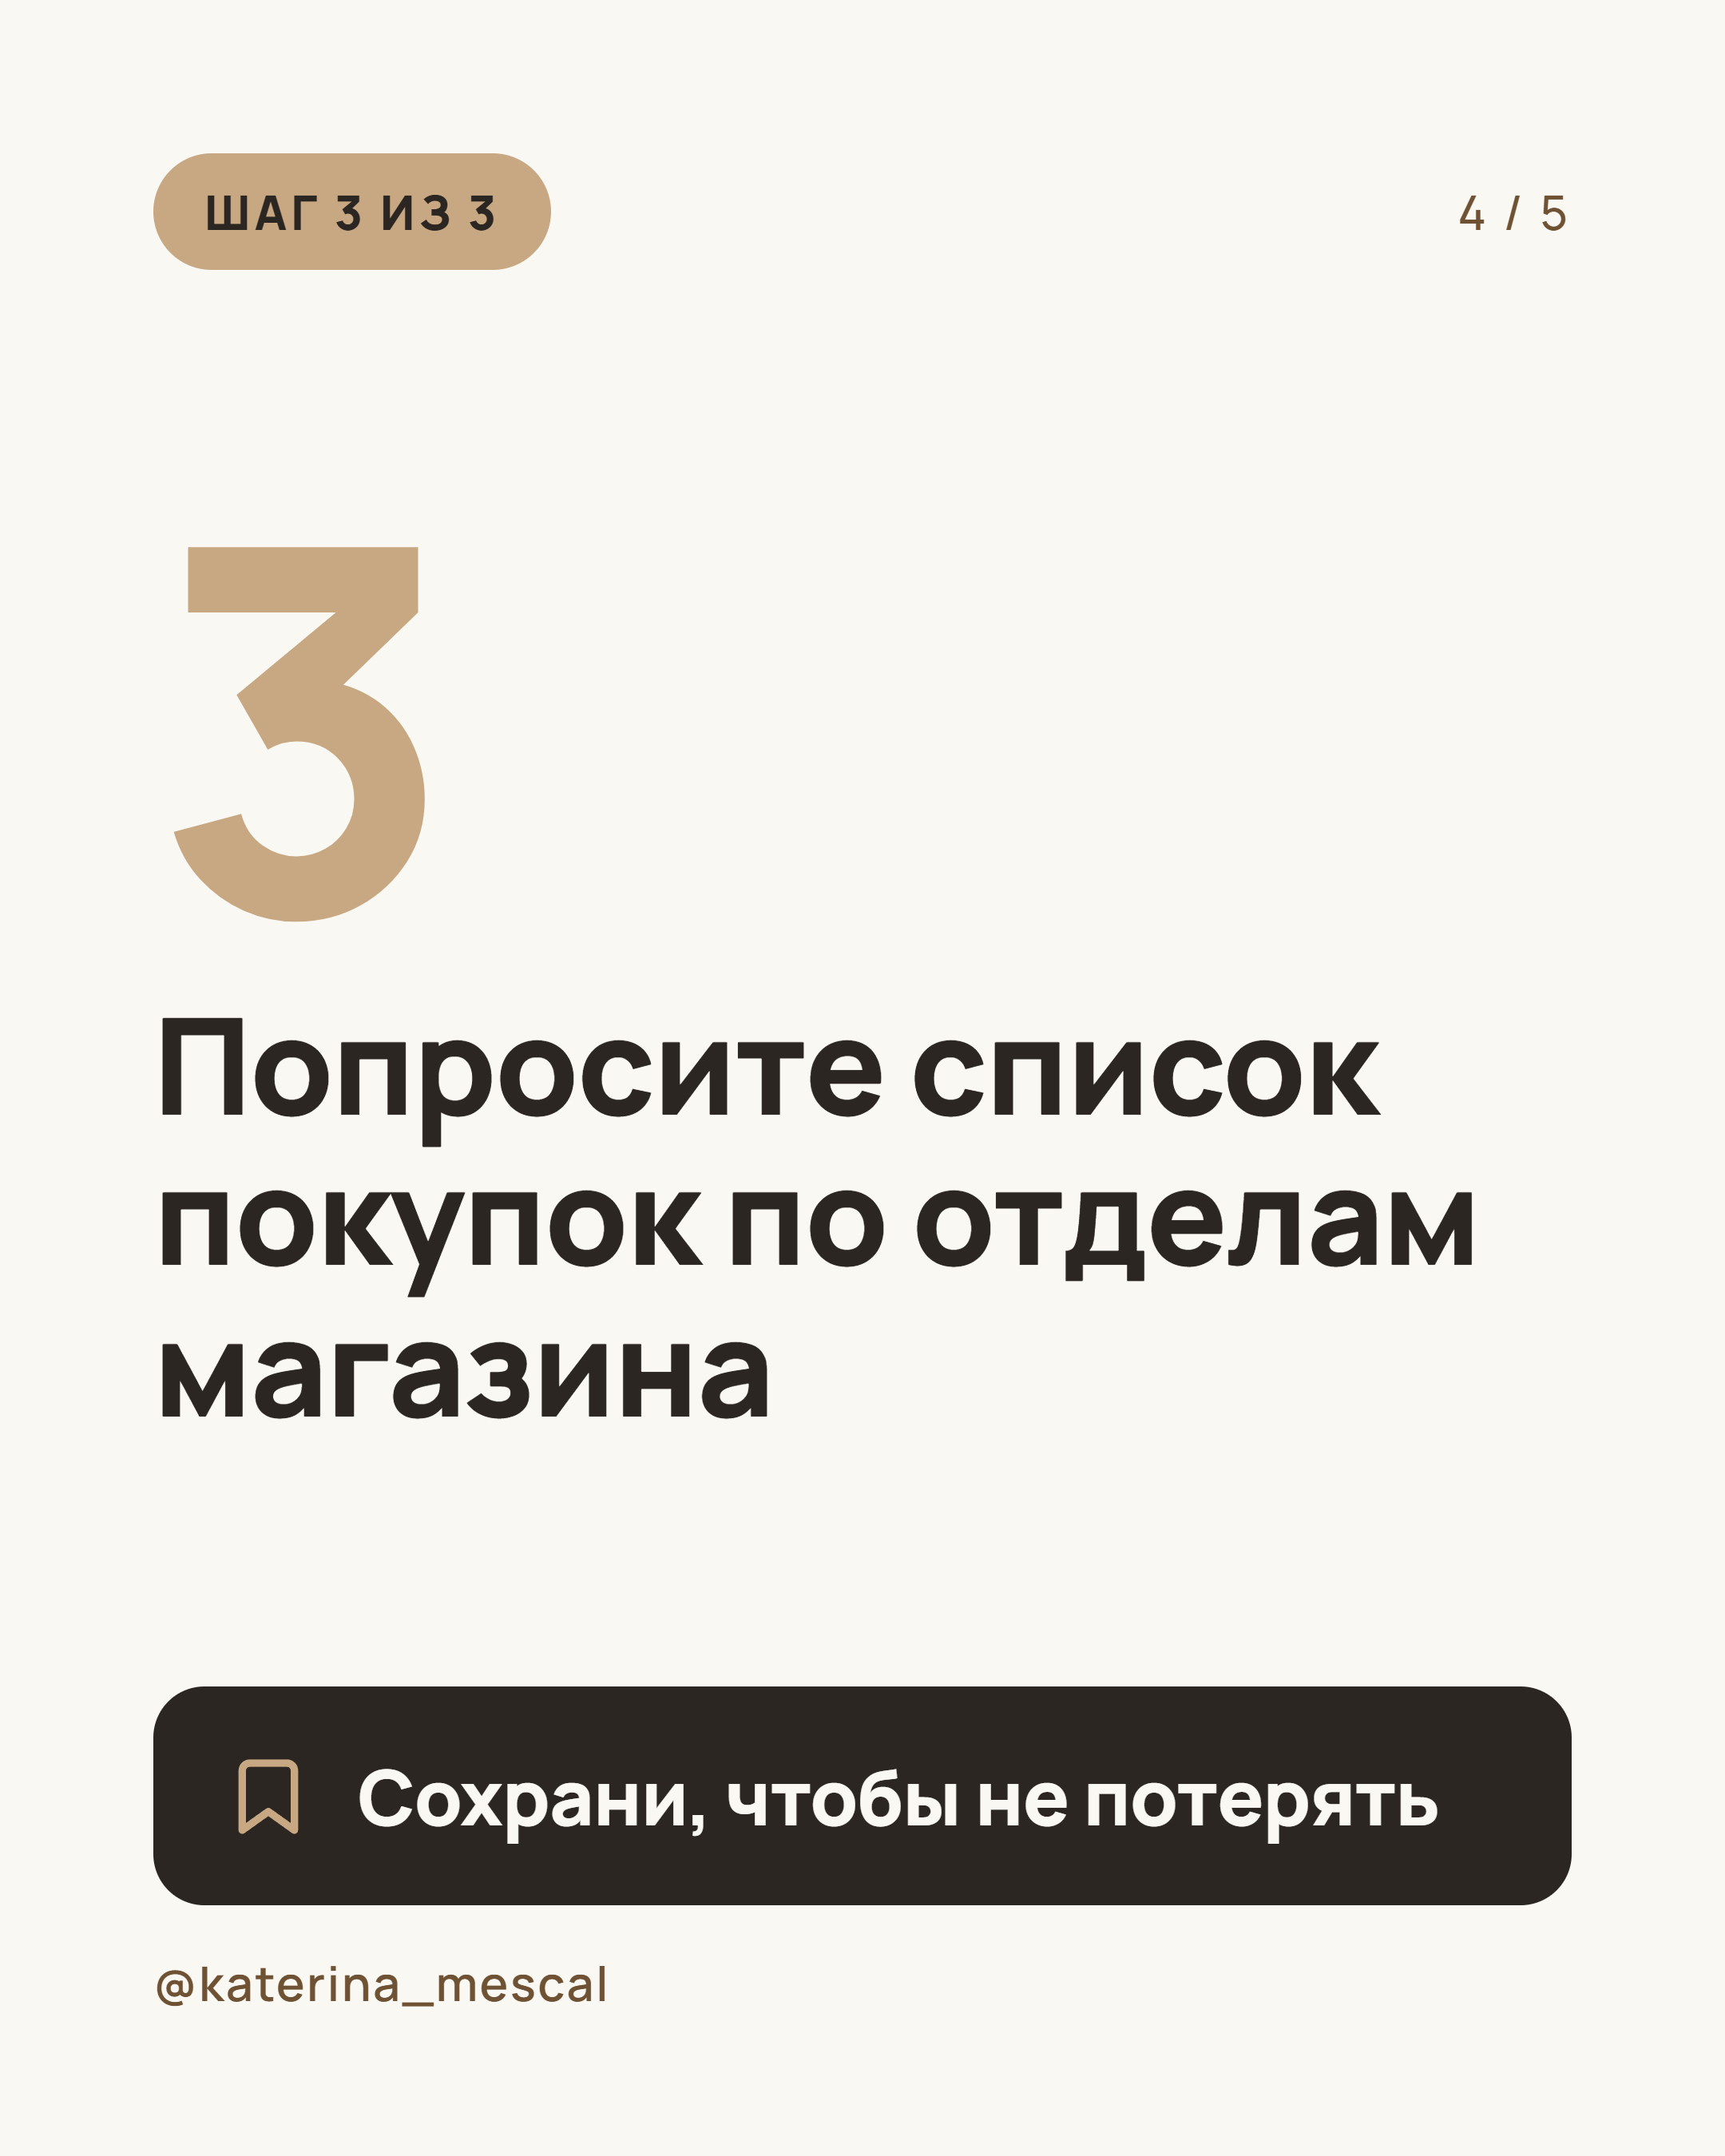 ШАГ 3 ИЗ 3
4 / 5
3
Попросите список
покупок по отделам
магазина
Сохрани, чтобы не потерять
@katerina_mescal